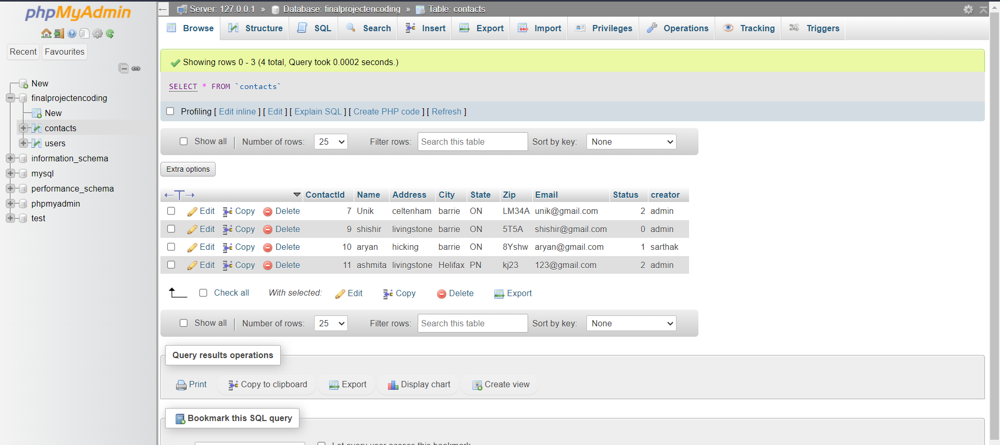 phpMyAdmin
Recent Favourites
New
finalprojectencoding
New
contacts
users
information_schema
mysql
performance_schema
phpmyadmin
test
Server: 127.0.0.1 » Database: finalprojectencoding » Table: contacts
Browse Structure SQL Search Insert Export Import Privileges Operations Tracking Triggers
Showing rows 0 - 3 (4 total, Query took 0.0002 seconds.)
SELECT * FROM `contacts`
Profiling [ Edit inline ] [ Edit ] [ Explain SQL ] [ Create PHP code ] [ Refresh ]
Show all | Number of rows: 25 Filter rows: Search this table Sort by key: None
Extra options
←T→ ContactId Name Address City State Zip Email Status creator
Edit Copy Delete 7 Unik celtenham barrie ON LM34A unik@gmail.com 2 admin
Edit Copy Delete 9 shishir livingstone barrie ON 5T5A shishir@gmail.com 0 admin
Edit Copy Delete 10 aryan hicking barrie ON 8Yshw aryan@gmail.com 1 sarthak
Edit Copy Delete 11 ashmita livingstone Helifax PN kj23 123@gmail.com 2 admin
Check all With selected: Edit Copy Delete Export
Show all | Number of rows: 25 Filter rows: Search this table Sort by key: None
Query results operations
Print Copy to clipboard Export Display chart Create view
Bookmark this SQL query
Let every user access this bookmark